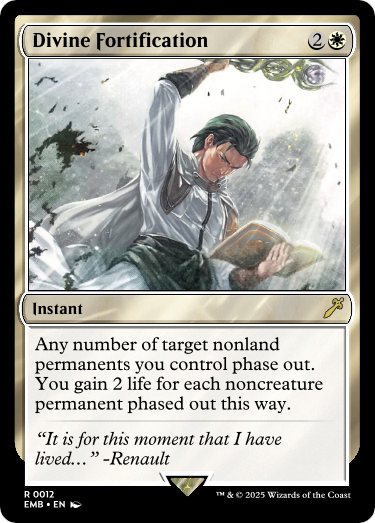 Divine Fortification 2
Instant
Any number of target nonland
permanents you control phase out.
You gain 2 life for each noncreature
permanent phased out this way.
“It is for this moment that I have
lived...” -Renault
R 0012
EMB • EN
™ & © 2025 Wizards of the Coast